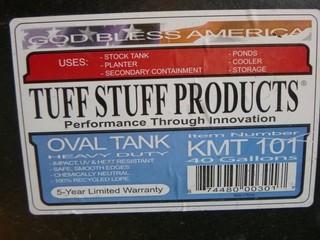 GOD BLESS AMERICA
USES:
- STOCK TANK
- PLANTER
- SECONDARY CONTAINMENT
- PONDS
- COOLER
- STORAGE
TUFF STUFF PRODUCTS®
Performance Through Innovation
OVAL TANK
HEAVY DUTY
- IMPACT, UV & HEAT RESISTANT
- SAFE, SMOOTH EDGES
- CHEMICALLY NEUTRAL
- 100% RECYCLED LDPE
5-Year Limited Warranty
Item Number
KMT 101
40 Gallons
8 74480 00301 7